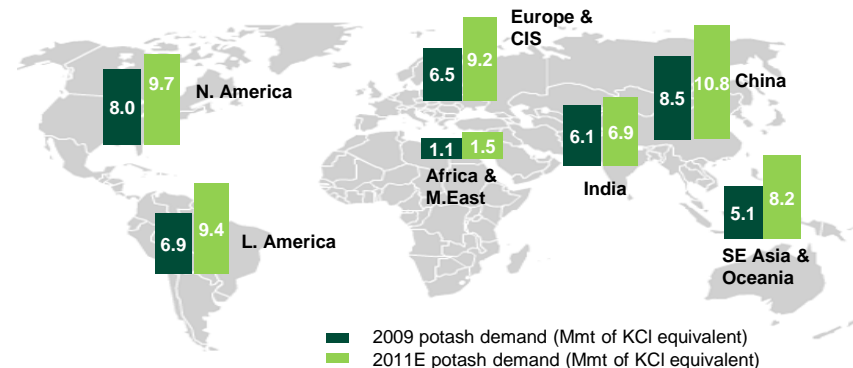 Europe &
CIS
9.2
6.5
N. America
9.7
8.0
China
10.8
8.5
6.9
6.1
India
1.1
1.5
Africa &
M.East
8.2
5.1
SE Asia &
Oceania
9.4
6.9
L. America
2009 potash demand (Mmt of KCl equivalent)
2011E potash demand (Mmt of KCl equivalent)